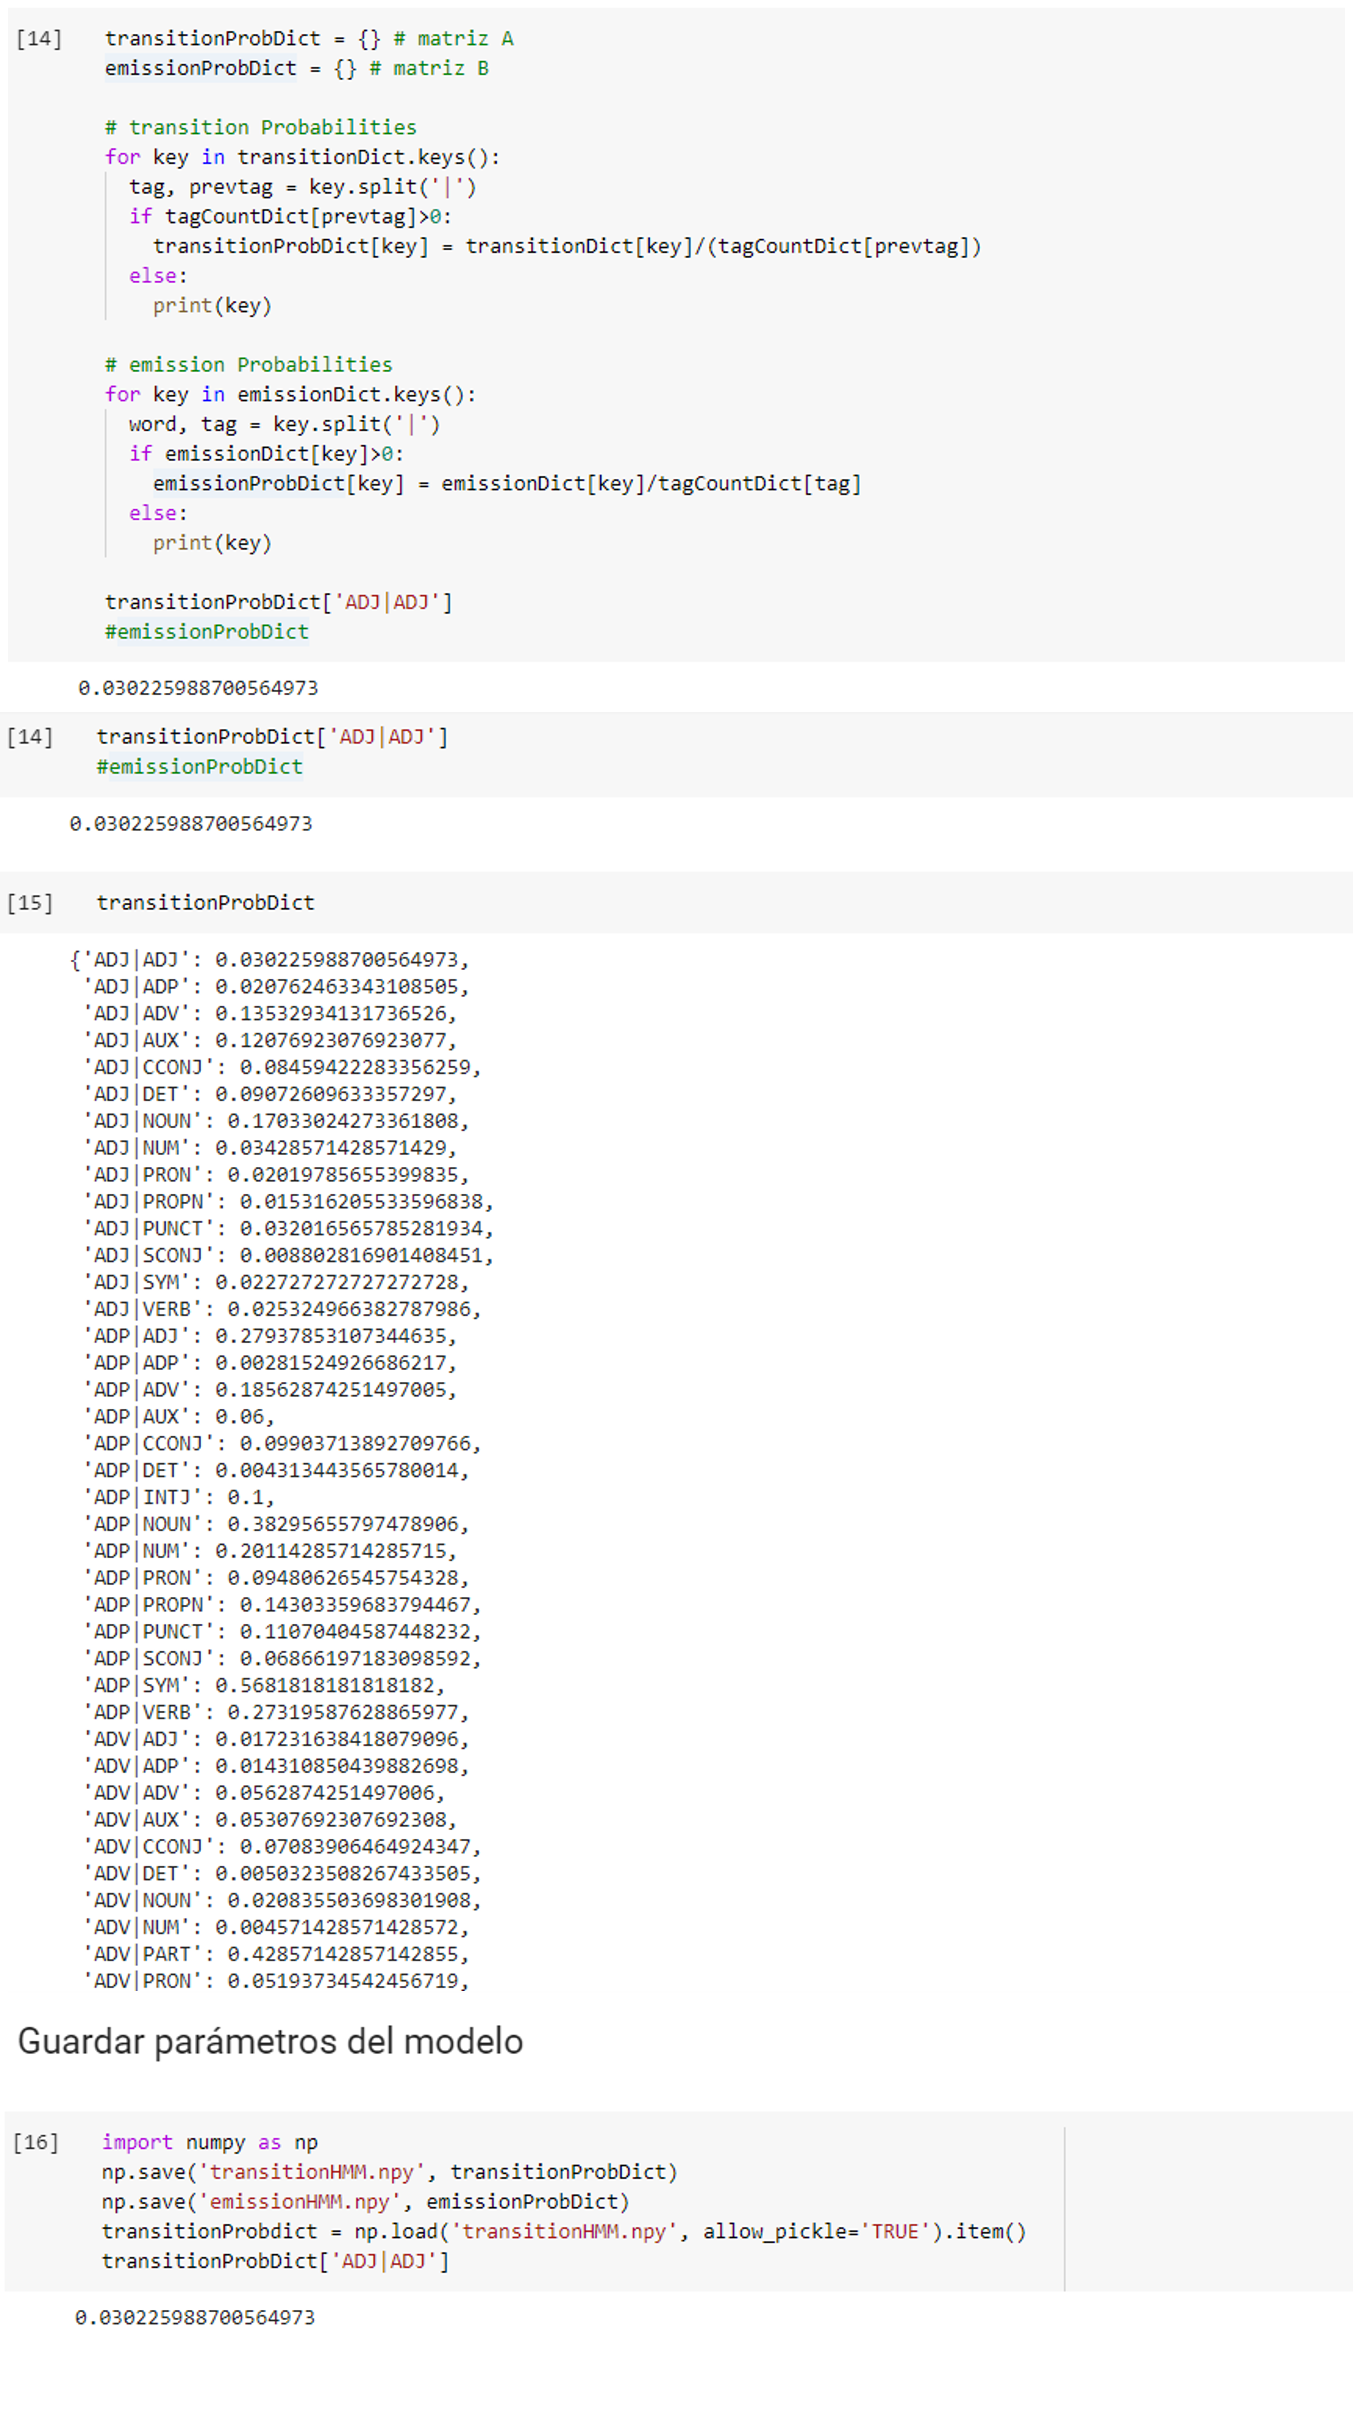 [14] transitionProbDict = {} # matriz A
emissionProbDict = {} # matriz B
# transition Probabilities
for key in transitionDict.keys():
tag, prevtag = key.split('|')
if tagCountDict[prevtag]>0:
transitionProbDict[key] = transitionDict[key]/(tagCountDict[prevtag])
else:
print(key)
# emission Probabilities
for key in emissionDict.keys():
word, tag = key.split('|')
if emissionDict[key]>0:
emissionProbDict[key] = emissionDict[key]/tagCountDict[tag]
else:
print(key)
transitionProbDict['ADJ|ADJ']
#emissionProbDict
0.030225988700564973
[14] transitionProbDict['ADJ|ADJ']
#emissionProbDict
0.030225988700564973
[15] transitionProbDict
{'ADJ|ADJ': 0.030225988700564973,
'ADJ|ADP': 0.020762463343108505,
'ADJ|ADV': 0.13532934131736526,
'ADJ|AUX': 0.12076923076923077,
'ADJ|CCONJ': 0.08459422283356259,
'ADJ|DET': 0.09072609633357297,
'ADJ|NOUN': 0.17033024273361808,
'ADJ|NUM': 0.03428571428571429,
'ADJ|PRON': 0.02019785655399835,
'ADJ|PROPN': 0.015316205533596838,
'ADJ|PUNCT': 0.032016565785281934,
'ADJ|SCONJ': 0.008802816901408451,
'ADJ|SYM': 0.022727272727272728,
'ADJ|VERB': 0.025324966382787986,
'ADP|ADJ': 0.27937853107344635,
'ADP|ADP': 0.00281524926686217,
'ADP|ADV': 0.18562874251497005,
'ADP|AUX': 0.06,
'ADP|CCONJ': 0.09903713892709766,
'ADP|DET': 0.004313443565780014,
'ADP|INTJ': 0.1,
'ADP|NOUN': 0.38295655797478906,
'ADP|NUM': 0.20114285714285715,
'ADP|PRON': 0.09480626545754328,
'ADP|PROPN': 0.14303359683794467,
'ADP|PUNCT': 0.11070404587448232,
'ADP|SCONJ': 0.06866197183098592,
'ADP|SYM': 0.5681818181818182,
'ADP|VERB': 0.27319587628865977,
'ADV|ADJ': 0.017231638418079096,
'ADV|ADP': 0.014310850439882698,
'ADV|ADV': 0.0562874251497006,
'ADV|AUX': 0.05307692307692308,
'ADV|CCONJ': 0.07083906464924347,
'ADV|DET': 0.0050323508267433505,
'ADV|NOUN': 0.020835503698301908,
'ADV|NUM': 0.004571428571428572,
'ADV|PART': 0.42857142857142855,
'ADV|PRON': 0.05193734542456719,
Guardar parámetros del modelo
[16] import numpy as np
np.save('transitionHMM.npy', transitionProbDict)
np.save('emissionHMM.npy', emissionProbDict)
transitionProbdict = np.load('transitionHMM.npy', allow_pickle='TRUE').item()
transitionProbDict['ADJ|ADJ']
0.030225988700564973